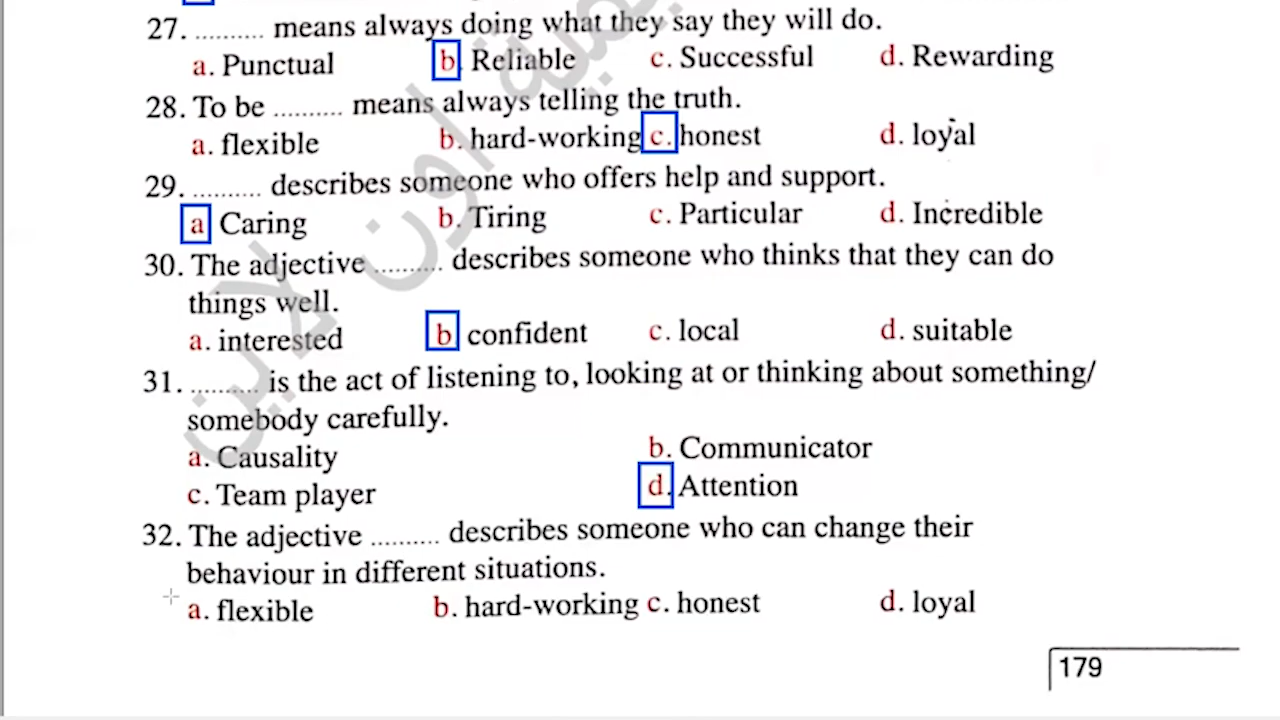 27. .......... means always doing what they say they will do.
a. Punctual b. Reliable c. Successful d. Rewarding
28. To be .......... means always telling the truth.
a. flexible b. hard-working c. honest d. loyal
29. .......... describes someone who offers help and support.
a Caring b. Tiring c. Particular d. Incredible
30. The adjective .......... describes someone who thinks that they can do
things well.
a. interested b confident c. local d. suitable
31. .......... is the act of listening to, looking at or thinking about something/
somebody carefully.
a. Causality b. Communicator
c. Team player d. Attention
32. The adjective .......... describes someone who can change their
behaviour in different situations.
a. flexible b. hard-working c. honest d. loyal
179
اون لاين